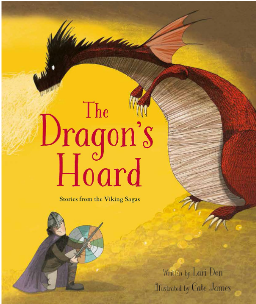 The
Dragon's
Hoard
Stories from the Viking Sagas
Written by Lari Don
Illustrated by Cate James